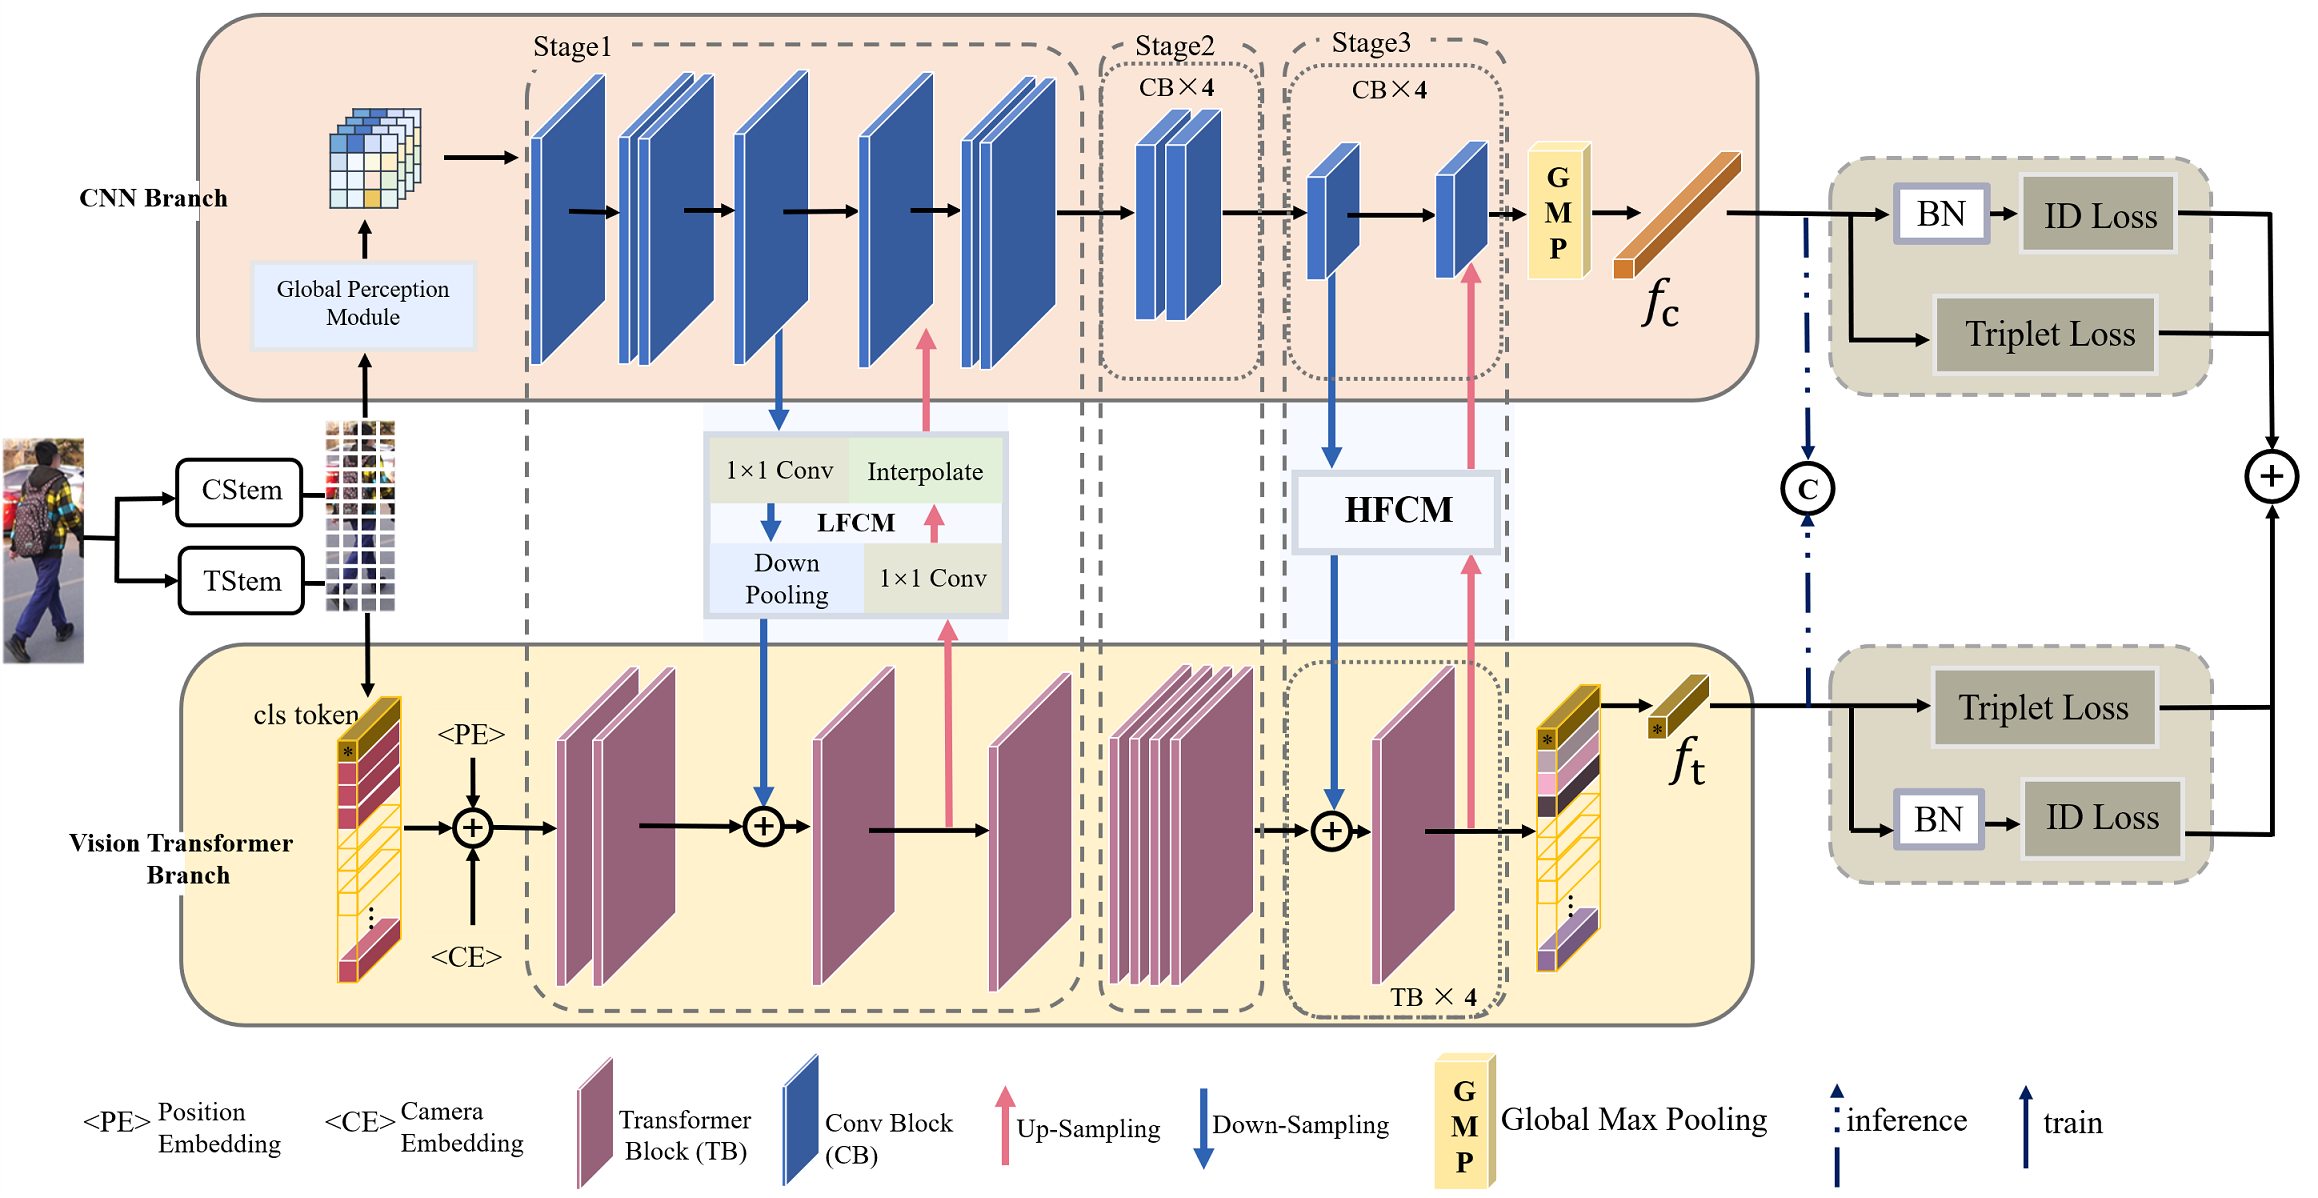 Stage1
Stage2
Stage3
CB×4
CB×4
CNN Branch
Global Perception
Module
G
M
P
fc
BN
ID Loss
Triplet Loss
CStem
TStem
1×1 Conv
Interpolate
LFCM
Down
Pooling
1×1 Conv
HFCM
C
+
cls token
*
<PE>
+
<CE>
+
+
TB × 4
*
*
ft
Vision Transformer
Branch
Triplet Loss
BN
ID Loss
<PE> Position
Embedding
<CE> Camera
Embedding
Transformer
Block (TB)
Conv Block
(CB)
Up-Sampling
Down-Sampling
G
M
P
Global Max Pooling
inference
train